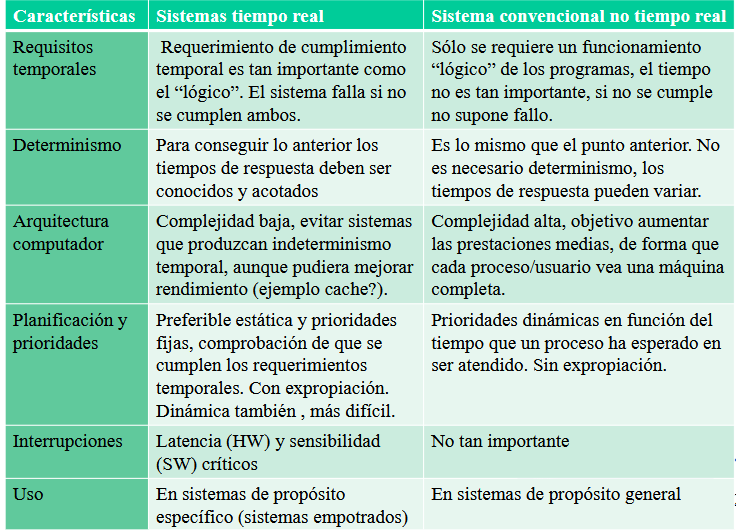 Característica Sistemas tiempo real Sistema convencional no tiempo real
Requisitos
temporales
Requerimiento de cumplimiento
temporal es tan importante como
el “lógico”. El sistema falla si no
se cumplen ambos.
Sólo se requiere un funcionamiento
“lógico” de los programas, el tiempo
no es tan importante, si no se cumple
no supone fallo.
Determinismo
Para conseguir lo anterior los
tiempos de respuesta deben ser
conocidos y acotados
Es lo mismo que el punto anterior. No
es necesario determinismo, los
tiempos de respuesta pueden variar.
Arquitectura
computador
Complejidad baja, evitar sistemas
que produzcan indeterminismo
temporal, aunque pudiera mejorar
rendimiento (ejemplo cache?).
Complejidad alta, objetivo aumentar
las prestaciones medias, de forma que
cada proceso/usuario vea una máquina
completa.
Planificación y
prioridades
Preferible estática y prioridades
fijas, comprobación de que se
cumplen los requerimientos
temporales. Con expropiación.
Dinámica también , más difícil.
Prioridades dinámicas en función del
tiempo que un proceso ha esperado en
ser atendido. Sin expropiación.
Interrupciones
Latencia (HW) y sensibilidad
(SW) críticos
No tan importante
Uso
En sistemas de propósito
específico (sistemas empotrados)
En sistemas de propósito general